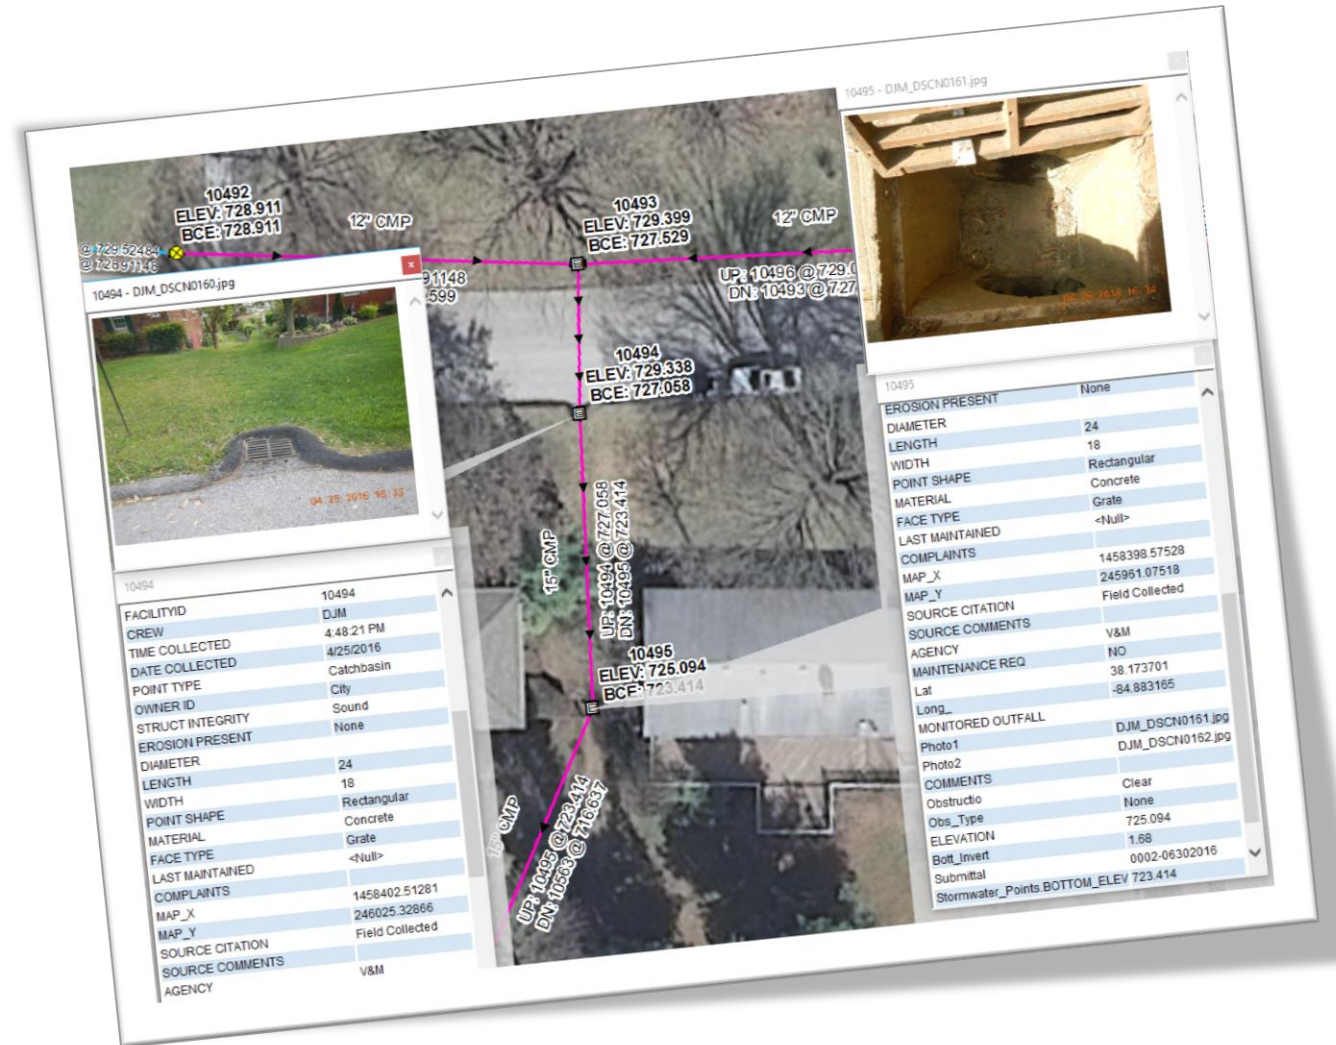 10495 - DJM_DSCN0161.jpg
10492
ELEV: 728.911
BCE: 728.911
12" CMP
10493
ELEV: 729.399
BCE: 727.529
12" CMP
@ 729.52484
@ 728.91148
91148
.599
UP: 10496 @ 729.0
DN: 10493 @ 727
10494 - DJM_DSCN0160.jpg
04 25 2016 16:33
10494
ELEV: 729.338
BCE: 727.058
15" CMP
UP: 10494 @ 727.058
DN: 10495 @ 723.414
10495
ELEV: 725.094
BCE: 723.414
15" CMP
UP: 10495 @ 723.414
DN: 10563 @ 716.637
10494
FACILITYID 10494
CREW DJM
TIME COLLECTED 4:48:21 PM
DATE COLLECTED 4/25/2016
POINT TYPE Catchbasin
OWNER ID City
STRUCT INTEGRITY Sound
EROSION PRESENT None
DIAMETER
LENGTH 24
WIDTH 18
POINT SHAPE Rectangular
MATERIAL Concrete
FACE TYPE Grate
LAST MAINTAINED <Null>
COMPLAINTS
MAP_X 1458402.51281
MAP_Y 246025.32866
SOURCE CITATION Field Collected
SOURCE COMMENTS
AGENCY V&M
10495
EROSION PRESENT None
DIAMETER
LENGTH 24
WIDTH 18
POINT SHAPE Rectangular
MATERIAL Concrete
FACE TYPE Grate
LAST MAINTAINED <Null>
COMPLAINTS
MAP_X 1458398.57528
MAP_Y 245961.07518
SOURCE CITATION Field Collected
SOURCE COMMENTS
AGENCY V&M
MAINTENANCE REQ NO
Lat 38.173701
Long_ -84.883165
MONITORED OUTFALL
Photo1 DJM_DSCN0161.jpg
Photo2 DJM_DSCN0162.jpg
COMMENTS
Obstructio Clear
Obs_Type None
ELEVATION 725.094
Bott_Invert 1.68
Submittal 0002-06302016
Stormwater_Points.BOTTOM_ELEV 723.414